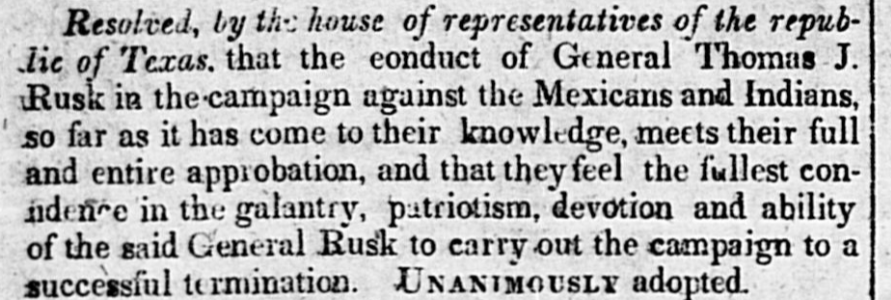 Resolved, by the house of representatives of the repub-
lic of Texas. that the conduct of General Thomas J.
Rusk in the campaign against the Mexicans and Indians,
so far as it has come to their knowledge, meets their full
and entire approbation, and that they feel the fullest con-
fidence in the galantry, patriotism, devotion and ability
of the said General Rusk to carry out the campaign to a
successful termination. UNANIMOUSLY adopted.